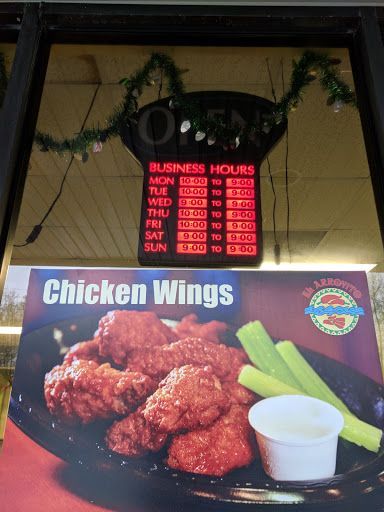 OPEN
BUSINESS HOURS
MON 10:00 TO 9:00
TUE 10:00 TO 9:00
WED 9:00 TO 9:00
THU 10:00 TO 9:00
FRI 10:00 TO 9:00
SAT 9:00 TO 9:00
SUN 9:00 TO 9:00
Chicken Wings
El ARROYITO